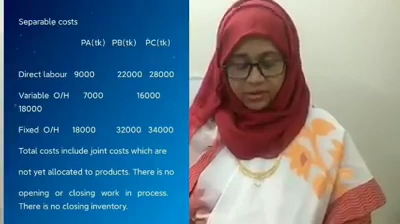 Separable costs
PA(tk) PB(tk) PC(tk)
Direct labour 9000 22000 28000
Variable O/H 7000 16000
18000
Fixed O/H 18000 32000 34000
Total costs include joint costs which are
not yet allocated to products. There is no
opening or closing work in process.
There is no closing inventory.